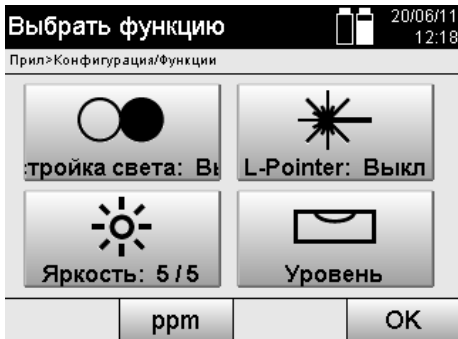 Выбрать функцию
20/06/11
12:18
Прил>Конфигурация/Функции
тройка света: Вы
L-Pointer: Выкл
Яркость: 5/5
Уровень
ppm
OK